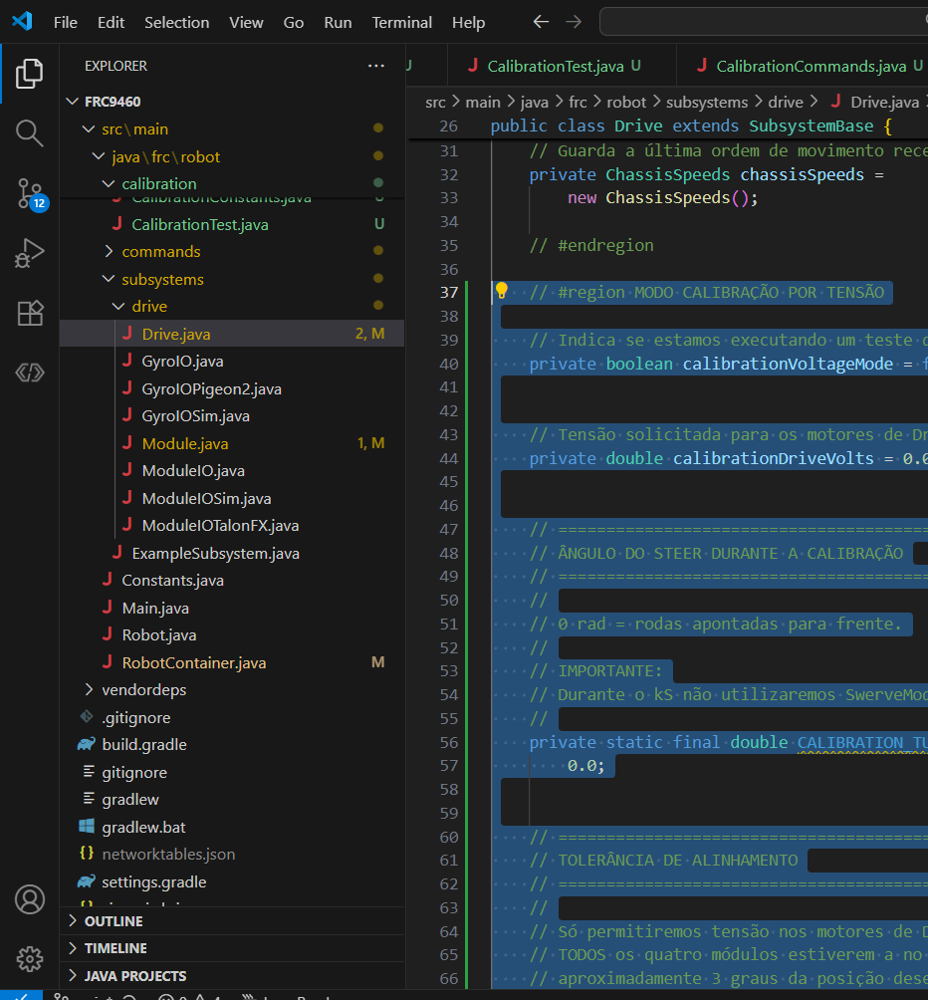 File Edit Selection View Go Run Terminal Help
EXPLORER
FRC9460
src\main
java\frc\robot
calibration
CalibrationConstants.java U
CalibrationTest.java U
commands
subsystems
drive
Drive.java 2, M
GyroIO.java
GyroIOPigeon2.java
GyroIOSim.java
Module.java 1, M
ModuleIO.java
ModuleIOSim.java
ModuleIOTalonFX.java
ExampleSubsystem.java
Constants.java
Main.java
Robot.java
RobotContainer.java M
vendordeps
.gitignore
build.gradle
gitignore
gradlew
gradlew.bat
networktables.json
settings.gradle
OUTLINE
TIMELINE
JAVA PROJECTS
12
U CalibrationTest.java U CalibrationCommands.java U
src > main > java > frc > robot > subsystems > drive > Drive.java
26 public class Drive extends SubsystemBase {
31 // Guarda a última ordem de movimento
32 private ChassisSpeeds chassisSpeeds =
33 new ChassisSpeeds();
34
35 // #endregion
36
37 // #region MODO CALIBRAÇÃO POR TENSÃO
38
39 // Indica se estamos executando um teste
40 private boolean calibrationVoltageMode =
41
42
43 // Tensão solicitada para os motores de
44 private double calibrationDriveVolts = 0.0
45
46
47 // =======================================
48 // ÂNGULO DO STEER DURANTE A CALIBRAÇÃO
49 // =======================================
50 //
51 // 0 rad = rodas apontadas para frente.
52 //
53 // IMPORTANTE:
54 // Durante o kS não utilizaremos
55 //
56 private static final double
57 0.0;
58
59
60 // =======================================
61 // TOLERÂNCIA DE ALINHAMENTO
62 // =======================================
63 //
64 // Só permitiremos tensão nos motores de
65 // TODOS os quatro módulos estiverem a no
66 // aproximadamente 3 graus da posição